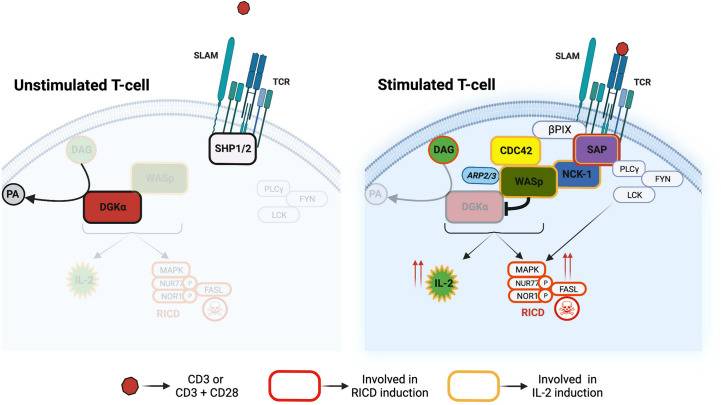 SLAM
TCR
Unstimulated T-cell
SHP1/2
DAG
WASp
PA
DGKα
PLCγ
FYN
LCK
IL-2
MAPK
NUR77 P
NOR1 P
FASL
RICD
SLAM
TCR
Stimulated T-cell
βPIX
DAG
CDC42
SAP
ARP2/3
WASp
NCK-1
PLCγ
FYN
PA
DGKα
LCK
IL-2
MAPK
NUR77 P
NOR1 P
FASL
RICD
CD3 or
CD3 + CD28
Involved in
RICD induction
Involved in
IL-2 induction